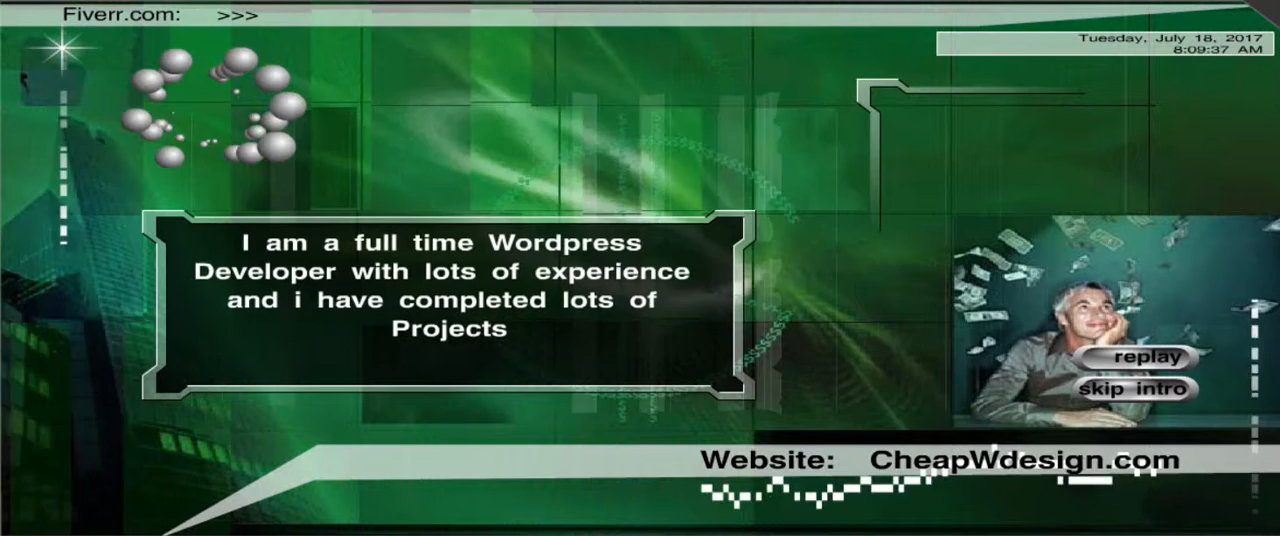 Fiverr.com: >>>
Tuesday, July 18, 2017
8:09:37 AM
I am a full time Wordpress
Developer with lots of experience
and i have completed lots of
Projects
replay
skip intro
Website: CheapWdesign.com